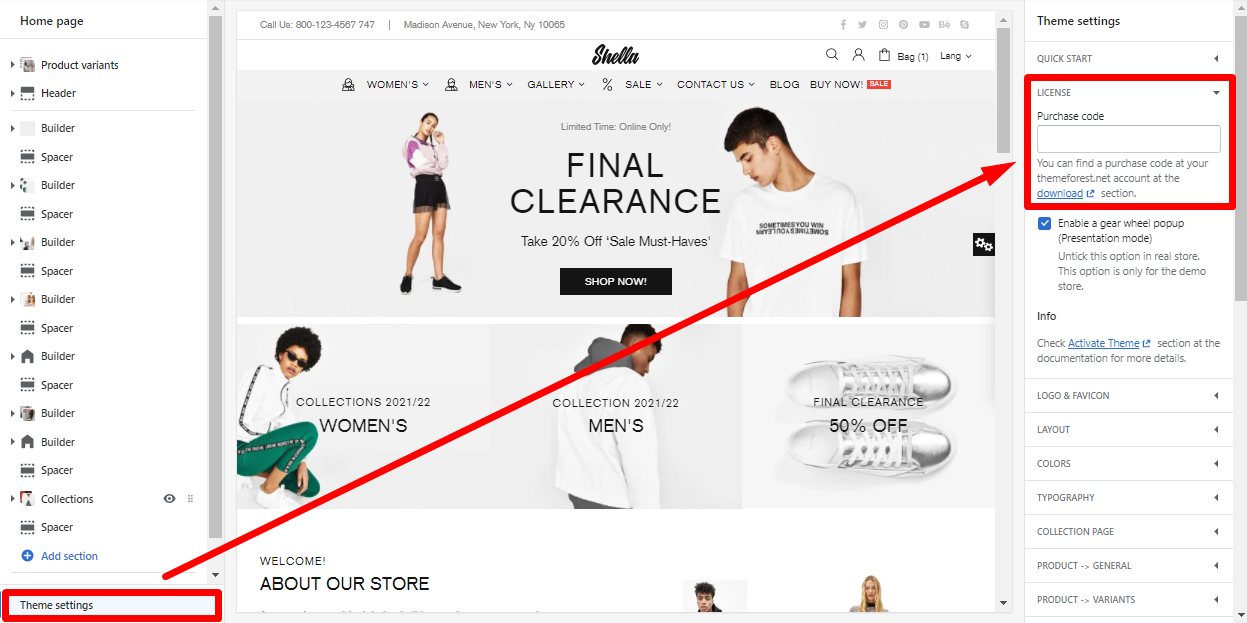 Home page
Product variants
Header
Builder
Spacer
Builder
Spacer
Builder
Spacer
Builder
Spacer
Builder
Spacer
Builder
Builder
Spacer
Collections
Spacer
Add section
Theme settings
Call Us: 800-123-4567 747 | Madison Avenue, New York, Ny 10065
Bē
Shella
Bag (1) Lang
WOMEN'S MEN'S GALLERY % SALE CONTACT US BLOG BUY NOW! SALE
Limited Time: Online Only!
FINAL
CLEARANCE
Take 20% Off 'Sale Must-Haves'
SHOP NOW!
SOMETIMES YOU WIN
COLLECTIONS 2021/22
WOMEN'S
COLLECTION 2021/22
MEN'S
FINAL CLEARANCE
50% OFF
WELCOME!
ABOUT OUR STORE
Theme settings
QUICK START
LICENSE
Purchase code
You can find a purchase code at your
themeforest.net account at the
download section.
Enable a gear wheel popup
(Presentation mode)
Untick this option in real store.
This option is only for the demo
store.
Info
Check Activate Theme section at the
documentation for more details.
LOGO & FAVICON
LAYOUT
COLORS
TYPOGRAPHY
COLLECTION PAGE
PRODUCT -> GENERAL
PRODUCT -> VARIANTS